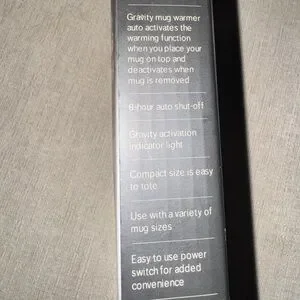 Gravity mug warmer
auto activates the
warming function
when you place your
mug on top and
deactivates when
mug is removed
8-hour auto shut-off
Gravity activation
indicator light
Compact size is easy
to tote
Use with a variety of
mug sizes
Easy to use power
switch for added
convenience